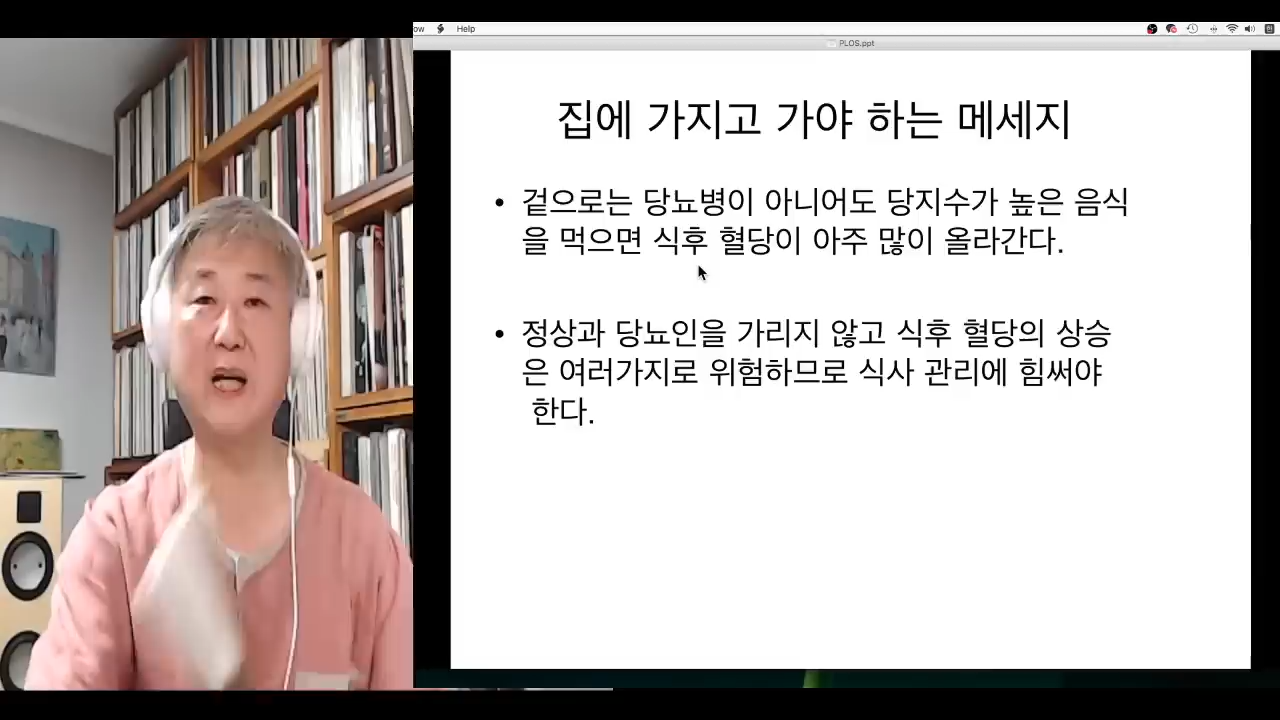 ow Help
PLOS.ppt
집에 가지고 가야 하는 메세지
• 겉으로는 당뇨병이 아니어도 당지수가 높은 음식
을 먹으면 식후 혈당이 아주 많이 올라간다.
• 정상과 당뇨인을 가리지 않고 식후 혈당의 상승
은 여러가지로 위험하므로 식사 관리에 힘써야
한다.